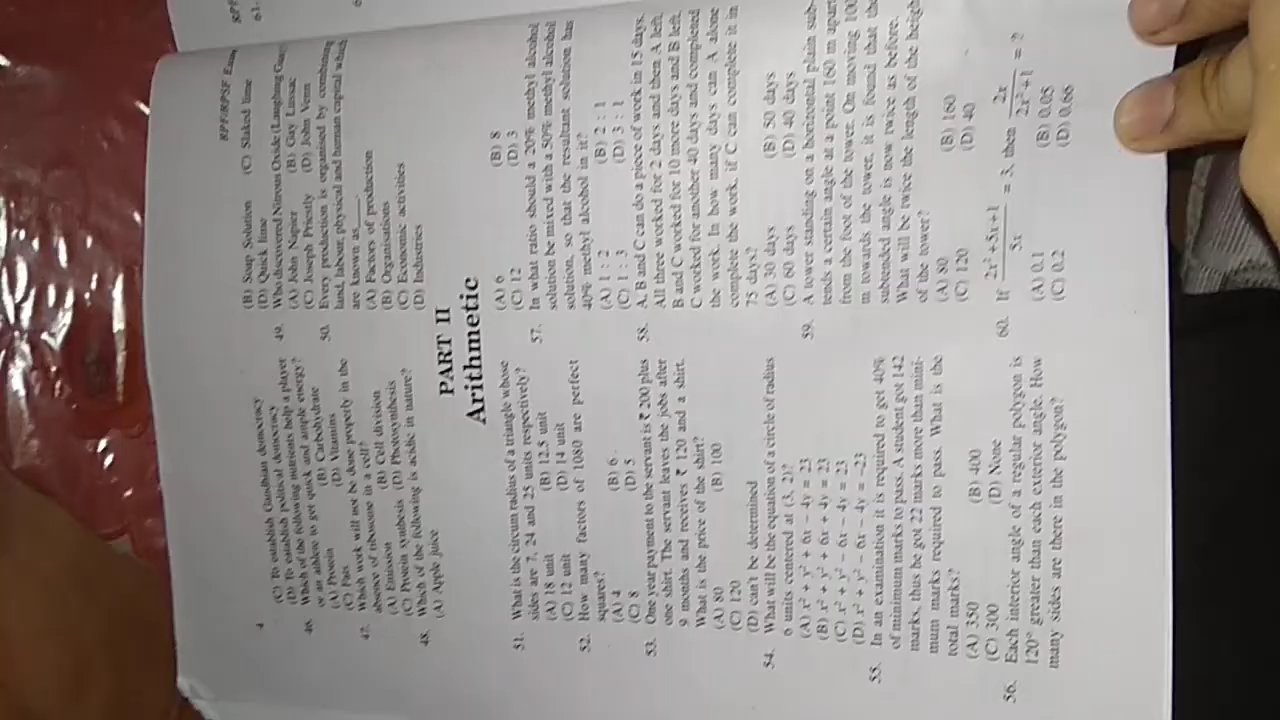 4
(C) To establish Gandhian democracy
(D) To establish political democracy
46. Which of the following nutrients help a player
or an athlete to get quick and ample energy?
(A) Protein (B) Carbohydrate
(C) Fats (D) Vitamins
47. Which work will not be done properly in the
absence of ribosome in a cell?
(A) Emission (B) Cell division
(C) Protein synthesis (D) Photosynthesis
48. Which of the following is acidic in nature?
(A) Apple juice
RPF/RPSF Exam
(B) Soap Solution (C) Slaked lime
(D) Quick lime
49. Who discovered Nitrous Oxide (Laughing Gas
(A) John Napier (B) Gay Lussac
(C) Joseph Priestly (D) John Venn
50. Every production is organised by combining
land, labour, physical and human capital which
are known as____.
(A) Factors of production
(B) Organisations
(C) Economic activities
(D) Industries
PART II
Arithmetic
51. What is the circum radius of a triangle whose
sides are 7, 24 and 25 units respectively?
(A) 18 unit (B) 12.5 unit
(C) 12 unit (D) 14 unit
52. How many factors of 1080 are perfect
squares?
(A) 4 (B) 6
(C) 8 (D) 5
53. One year payment to the servant is ₹ 200 plus
one shirt. The servant leaves the jobs after
9 months and receives ₹ 120 and a shirt.
What is the price of the shirt?
(A) 80 (B) 100
(C) 120
(D) can't be determined
54. What will be the equation of a circle of radius
6 units centered at (3, 2)?
(A) x² + y² + 6x - 4y = 23
(B) x² + y² + 6x + 4y = 23
(C) x² + y² - 6x - 4y = 23
(D) x² + y² - 6x - 4y = -23
55. In an examination it is required to get 40%
of minimum marks to pass. A student got 142
marks, thus he got 22 marks more than mini-
mum marks required to pass. What is the
total marks?
(A) 350 (B) 400
(C) 300 (D) None
56. Each interior angle of a regular polygon is
120° greater than each exterior angle. How
many sides are there in the polygon?
(A) 6 (B) 8
(C) 12 (D) 3
57. In what ratio should a 20% methyl alcohol
solution be mixed with a 50% methyl alcohol
solution, so that the resultant solution has
40% methyl alcohol in it?
(A) 1 : 2 (B) 2 : 1
(C) 1 : 3 (D) 3 : 1
58. A, B and C can do a piece of work in 15 days.
All three worked for 2 days and then A left.
B and C worked for 10 more days and B left.
C worked for another 40 days and completed
the work. In how many days can A alone
complete the work, if C can complete it in
75 days?
(A) 30 days (B) 50 days
(C) 60 days (D) 40 days
59. A tower standing on a horizontal plain sub-
tends a certain angle at a point 160 m apart
from the foot of the tower. On moving 100
m towards the tower, it is found that the
subtended angle is now twice as before.
What will be twice the length of the heigh
of the tower?
(A) 80 (B) 160
(C) 120 (D) 40
60. If (2x² + 5x + 1)/3x = 3, then 2x/(2x² + 1) = ?
(A) 0.1 (B) 0.05
(C) 0.2 (D) 0.66
61.